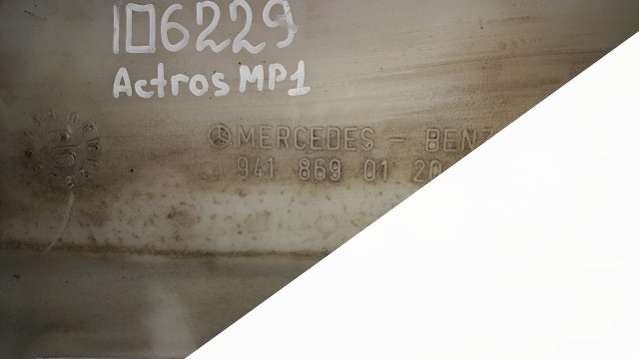 106229
Actros MP1
MERCEDES - BENZ
941 869 01 20